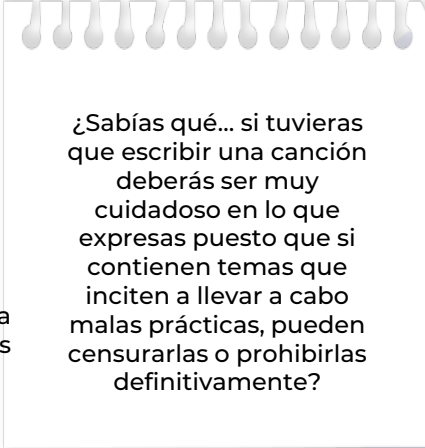 ¿Sabías qué... si tuvieras
que escribir una canción
deberás ser muy
cuidadoso en lo que
expresas puesto que si
contienen temas que
inciten a llevar a cabo
malas prácticas, pueden
censurarlas o prohibirlas
definitivamente?
a
s